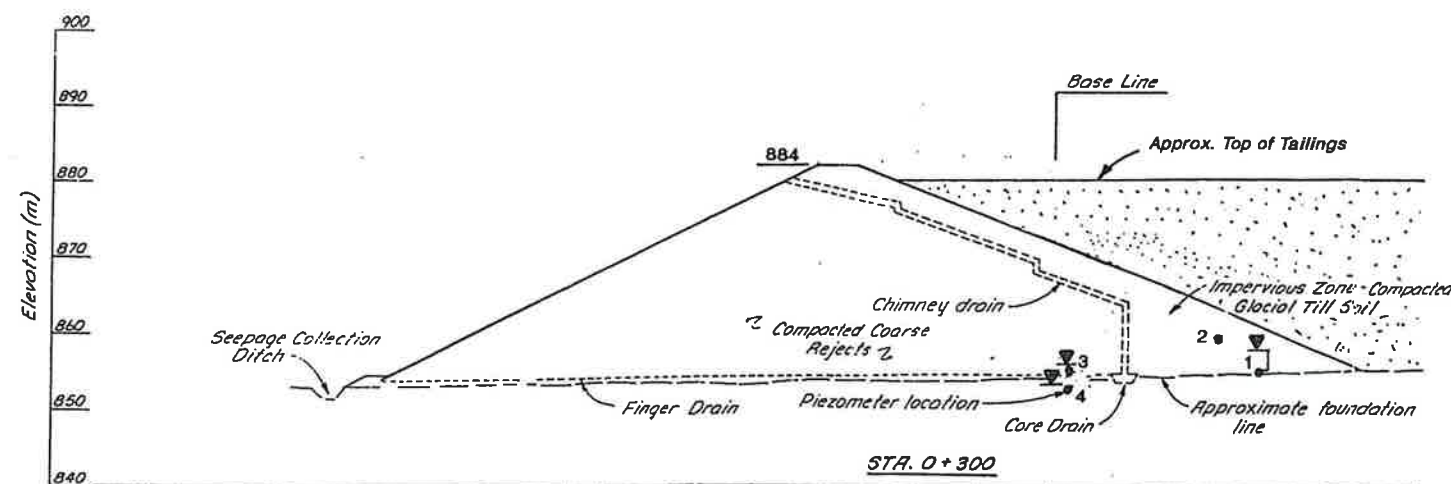 900
890
880
870
860
850
840
Elevation (m)
Base Line
Approx. Top of Tailings
884
Impervious Zone-Compacted
Glacial Till Soil
Chimney drain
Compacted Coarse
Rejects
Seepage Collection
Ditch
2
1
3
4
Finger Drain
Piezometer location
Core Drain
Approximate foundation
line
STA. 0+300